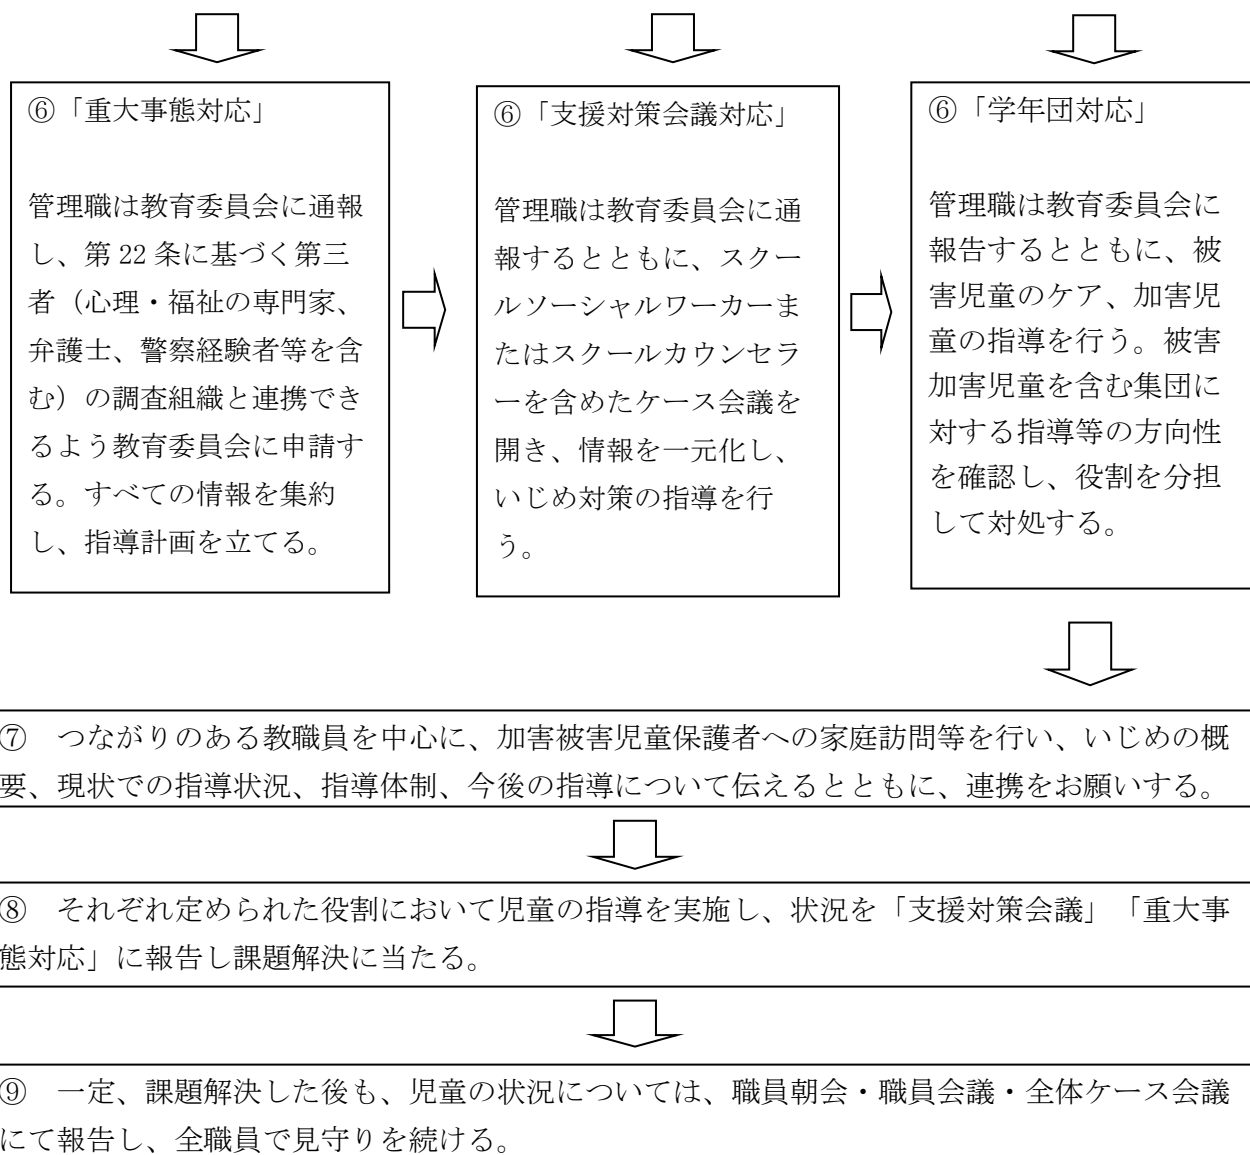 ⑥「重大事態対応」
管理職は教育委員会に通報
し、第 22 条に基づく第三
者（心理・福祉の専門家、
弁護士、警察経験者等を含
む）の調査組織と連携でき
るよう教育委員会に申請す
る。すべての情報を集約
し、指導計画を立てる。
⑥「支援対策会議対応」
管理職は教育委員会に通
報するとともに、スクー
ルソーシャルワーカーま
たはスクールカウンセラ
ーを含めたケース会議を
開き、情報を一元化し、
いじめ対策の指導を行
う。
⑥「学年団対応」
管理職は教育委員会に
報告するとともに、被
害児童のケア、加害児
童の指導を行う。被害
加害児童を含む集団に
対する指導等の方向性
を確認し、役割を分担
して対処する。
⑦　つながりのある教職員を中心に、加害被害児童保護者への家庭訪問等を行い、いじめの概
要、現状での指導状況、指導体制、今後の指導について伝えるとともに、連携をお願いする。
⑧　それぞれ定められた役割において児童の指導を実施し、状況を「支援対策会議」「重大事
態対応」に報告し課題解決に当たる。
⑨　一定、課題解決した後も、児童の状況については、職員朝会・職員会議・全体ケース会議
にて報告し、全職員で見守りを続ける。